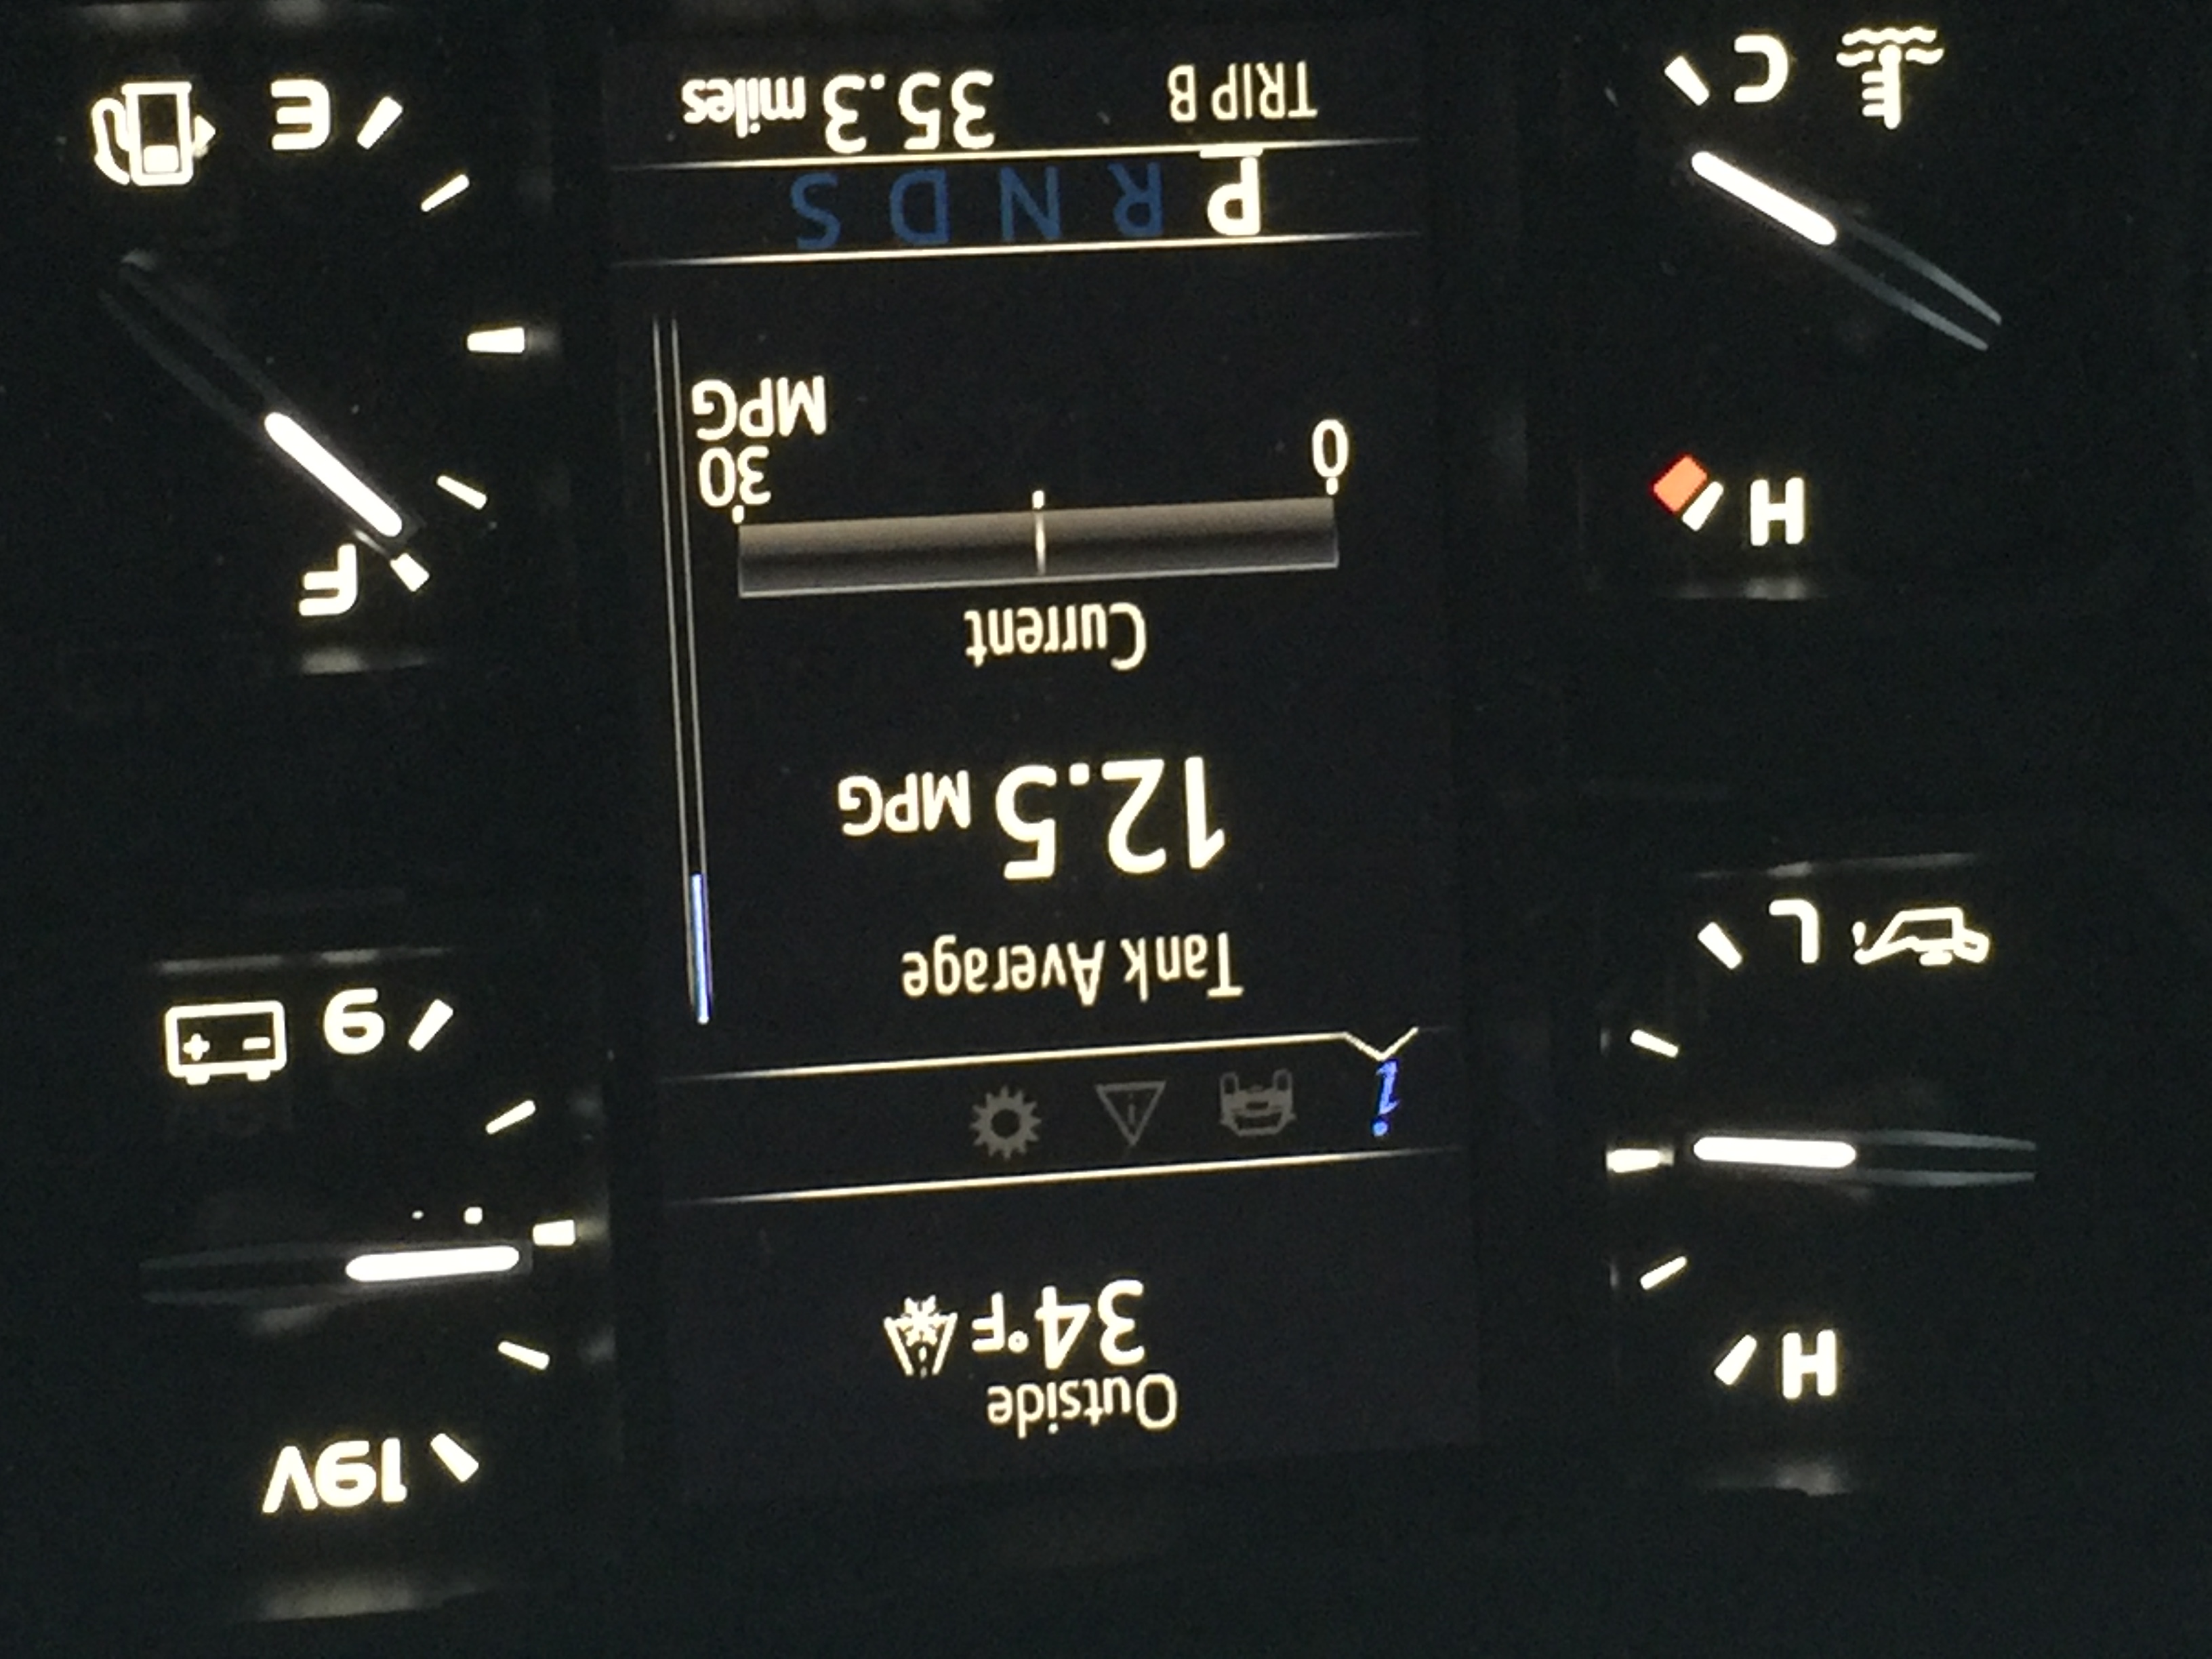 Outside
34°F
H
L
19V
9
i
Tank Average
12.5 MPG
Current
0
30
MPG
H
C
F
E
P R N D S
TRIP B 35.3 miles